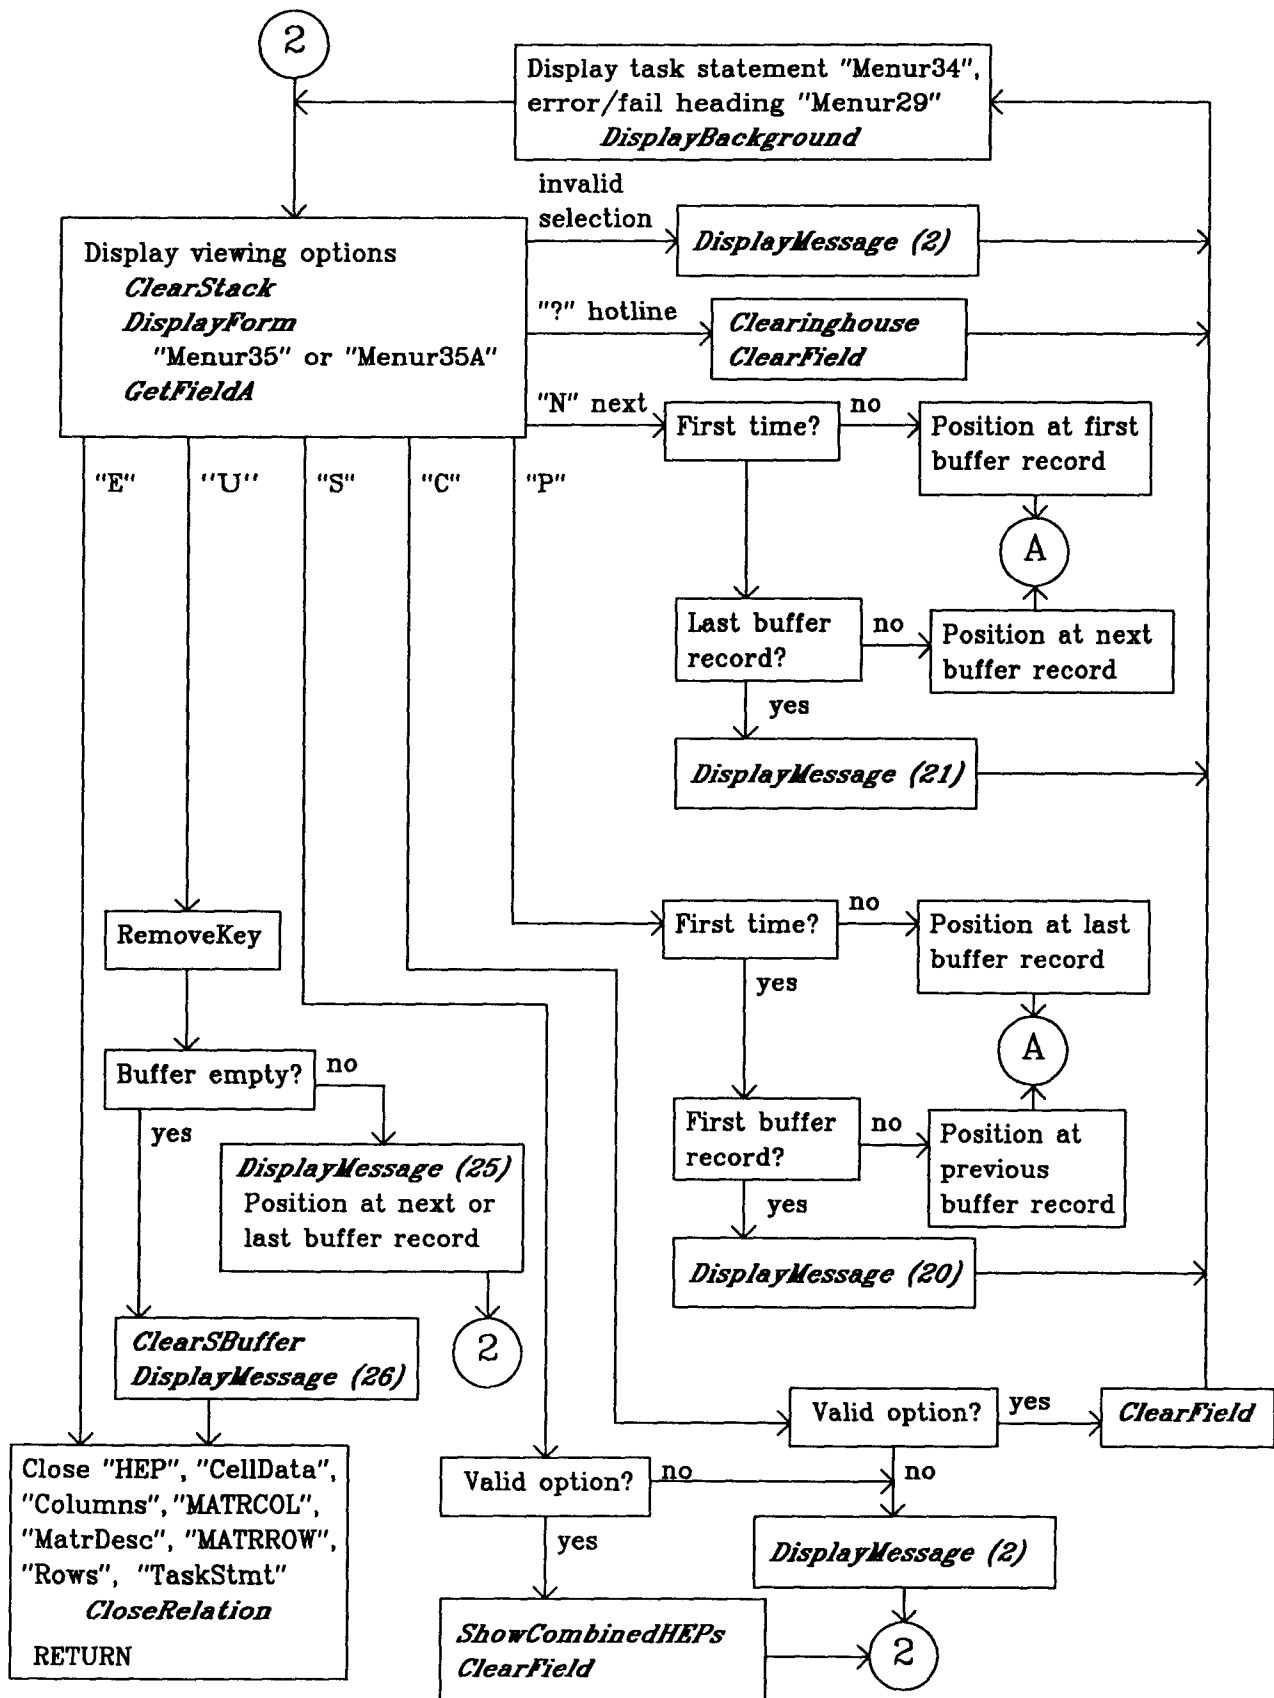 2
Display task statement "Menur34",
error/fail heading "Menur29"
DisplayBackground
invalid
selection
DisplayMessage (2)
Display viewing options
ClearStack
DisplayForm
"Menur35" or "Menur35A"
GetFieldA
"?" hotline
Clearinghouse
ClearField
"N" next
First time?
no
Position at first
buffer record
A
"E"
"U"
"S"
"C"
"P"
Last buffer
record?
no
Position at next
buffer record
yes
DisplayMessage (21)
RemoveKey
First time?
no
Position at last
buffer record
yes
A
Buffer empty?
no
yes
First buffer
record?
no
Position at
previous
buffer record
yes
DisplayMessage (25)
Position at next or
last buffer record
DisplayMessage (20)
2
ClearSBuffer
DisplayMessage (26)
Valid option?
yes
ClearField
no
Close "HEP", "CellData",
"Columns", "MATRCOL",
"MatrDesc", "MATRROW",
"Rows", "TaskStmt"
CloseRelation
RETURN
Valid option?
no
yes
DisplayMessage (2)
ShowCombinedHEPs
ClearField
2